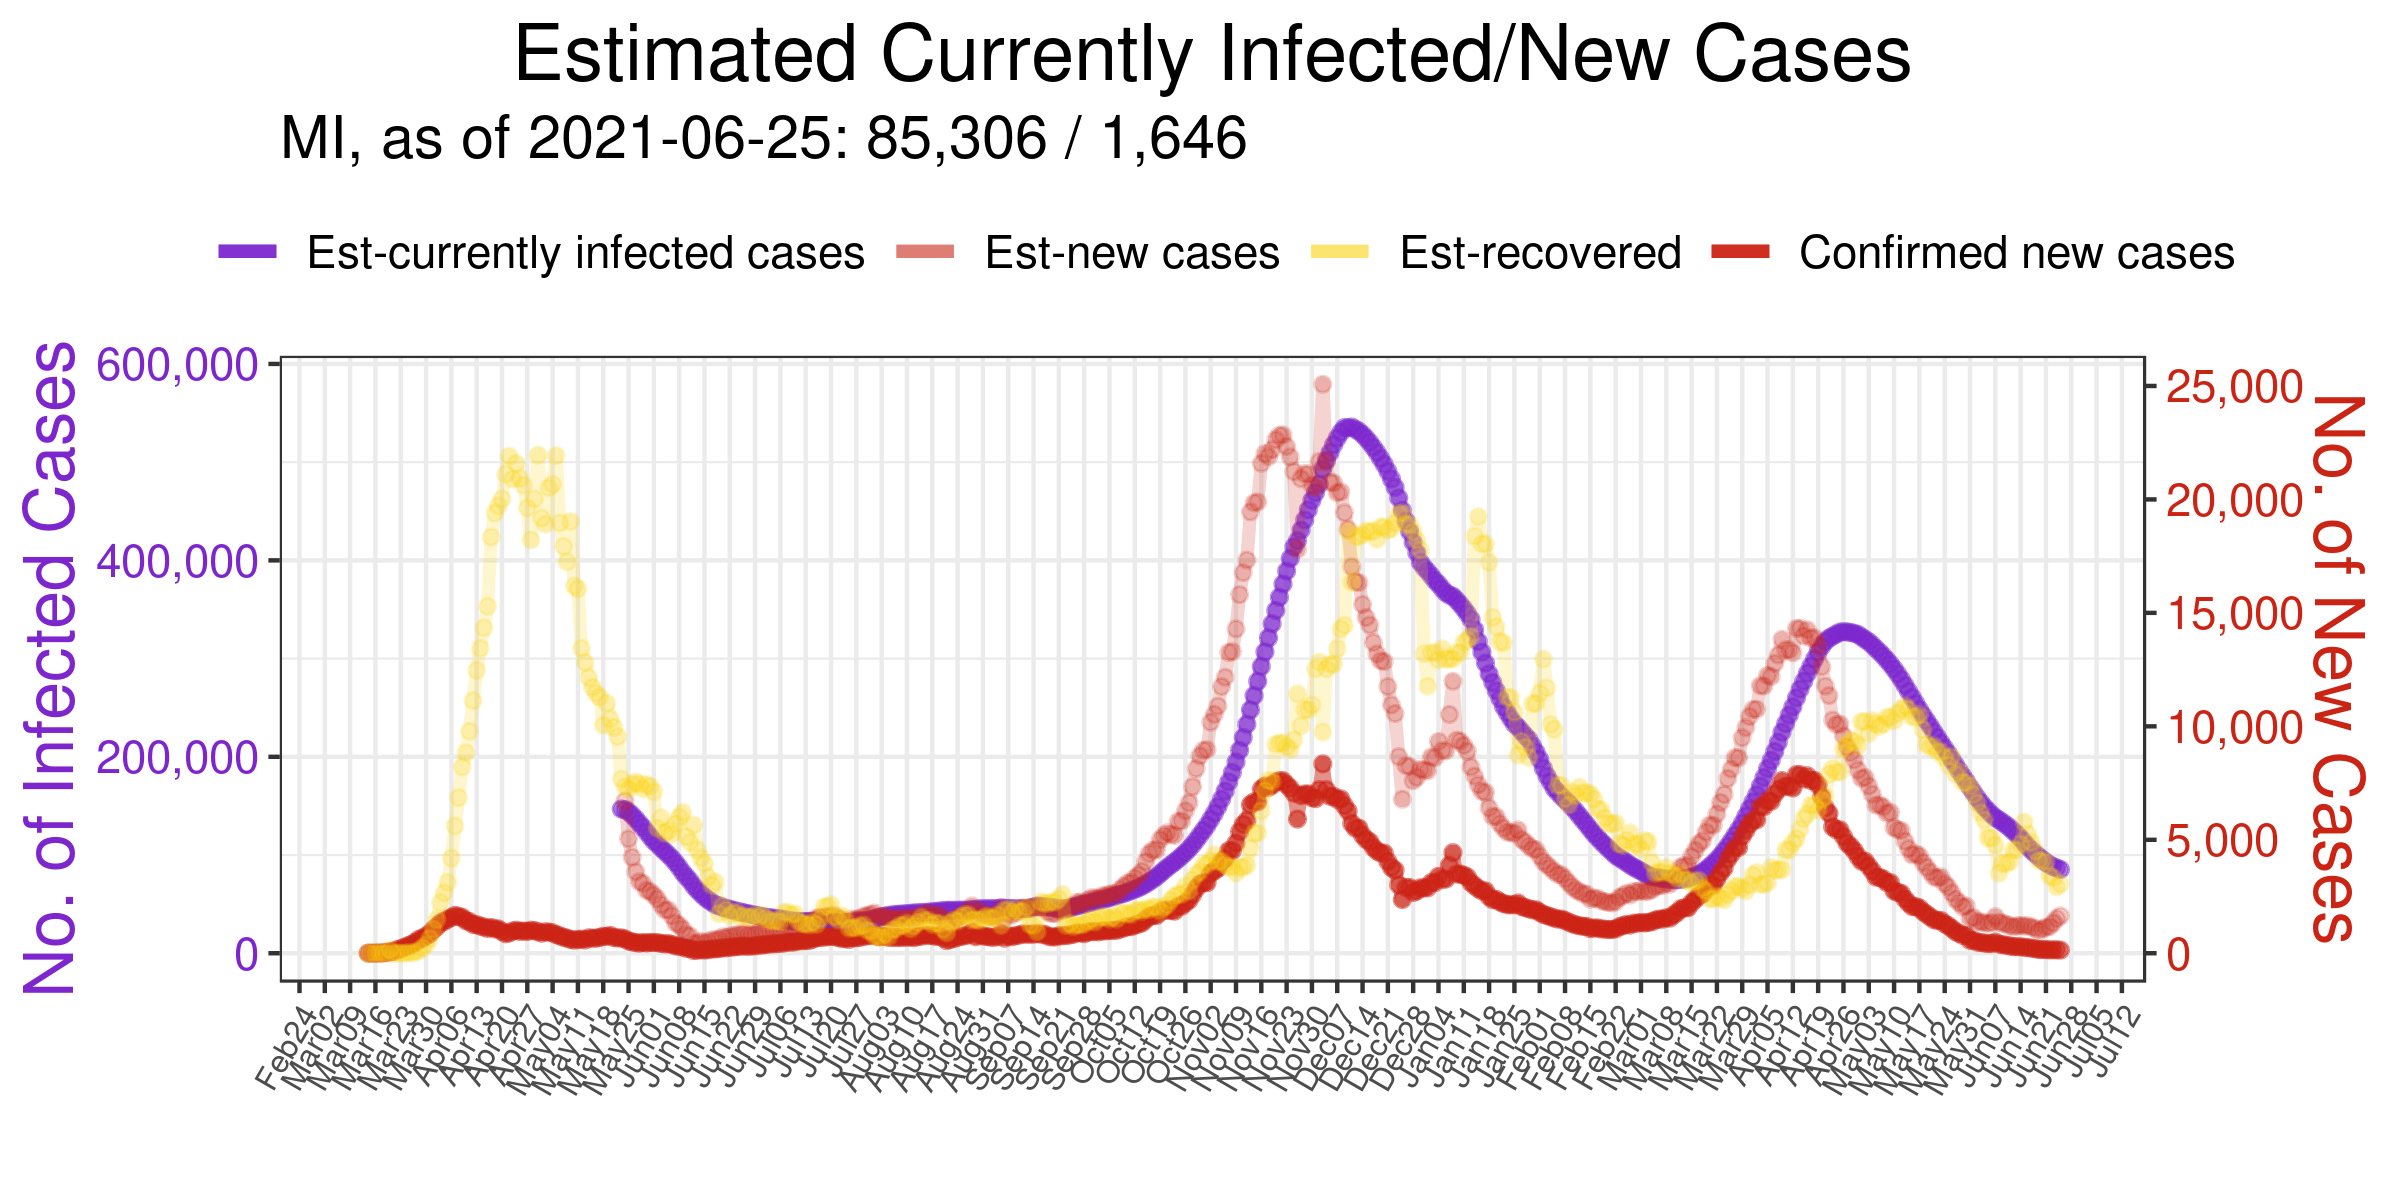 Estimated Currently Infected/New Cases
MI, as of 2021-06-25: 85,306 / 1,646
Est-currently infected cases Est-new cases Est-recovered Confirmed new cases
No. of Infected Cases
600,000
400,000
200,000
0
25,000
20,000
15,000
10,000
5,000
0
No. of New Cases
Feb24
Mar02
Mar09
Mar16
Mar23
Mar30
Apr06
Apr13
Apr20
Apr27
May04
May11
May18
May25
Jun01
Jun08
Jun15
Jun22
Jun29
Jul06
Jul13
Jul20
Jul27
Aug03
Aug10
Aug17
Aug24
Aug31
Sep07
Sep14
Sep21
Sep28
Oct05
Oct12
Oct19
Oct26
Nov02
Nov09
Nov16
Nov23
Nov30
Dec07
Dec14
Dec21
Dec28
Jan04
Jan11
Jan18
Jan25
Feb01
Feb08
Feb15
Feb22
Mar01
Mar08
Mar15
Mar22
Mar29
Apr05
Apr12
Apr19
Apr26
May03
May10
May17
May24
May31
Jun07
Jun14
Jun21
Jun28
Jul05
Jul12